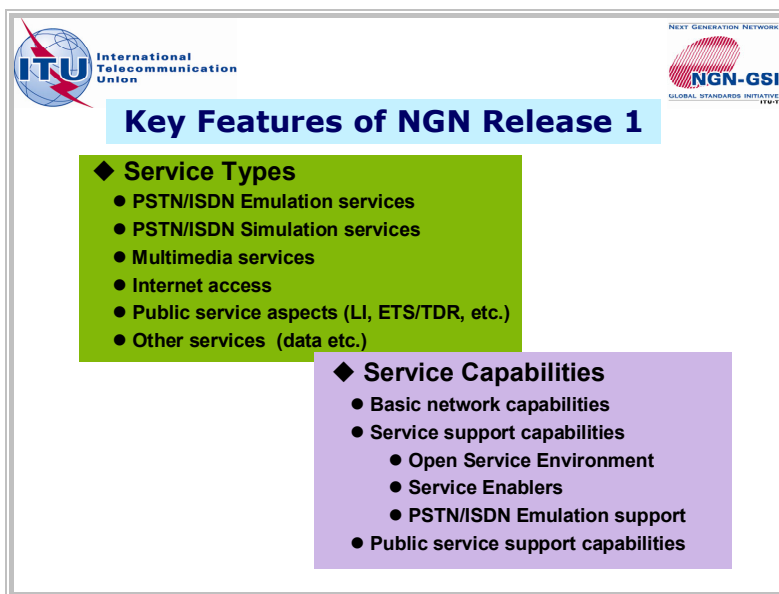 ITU
International
Telecommunication
Union
NEXT GENERATION NETWORK
NGN-GSI
GLOBAL STANDARDS INITIATIVE
ITU-T
Key Features of NGN Release 1
◆ Service Types
● PSTN/ISDN Emulation services
● PSTN/ISDN Simulation services
● Multimedia services
● Internet access
● Public service aspects (LI, ETS/TDR, etc.)
● Other services (data etc.)
◆ Service Capabilities
● Basic network capabilities
● Service support capabilities
● Open Service Environment
● Service Enablers
● PSTN/ISDN Emulation support
● Public service support capabilities